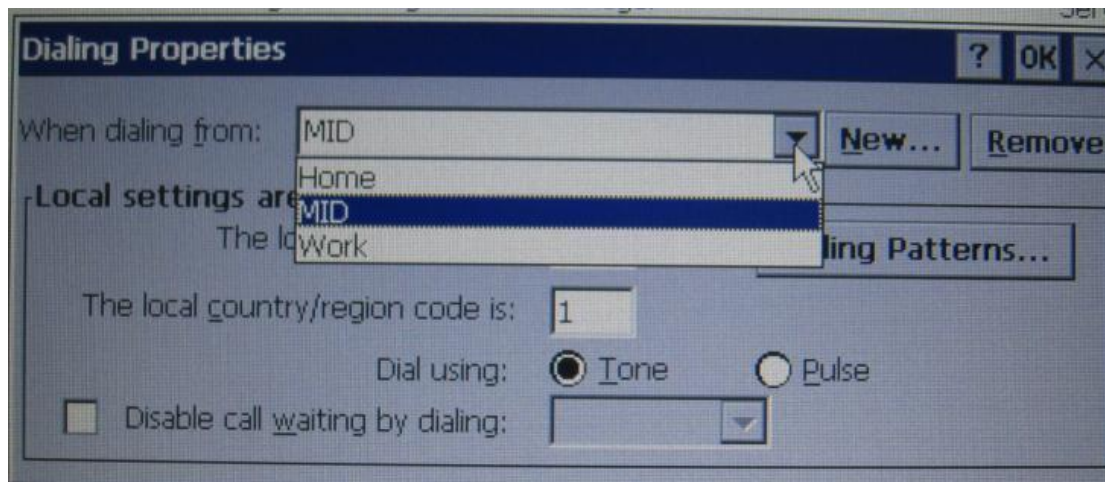 Dialing Properties ? OK ×
When dialing from: MID New... Remove
Home
Local settings are
MID
The lo
Work
ling Patterns...
The local country/region code is: 1
Dial using: Tone Pulse
Disable call waiting by dialing: